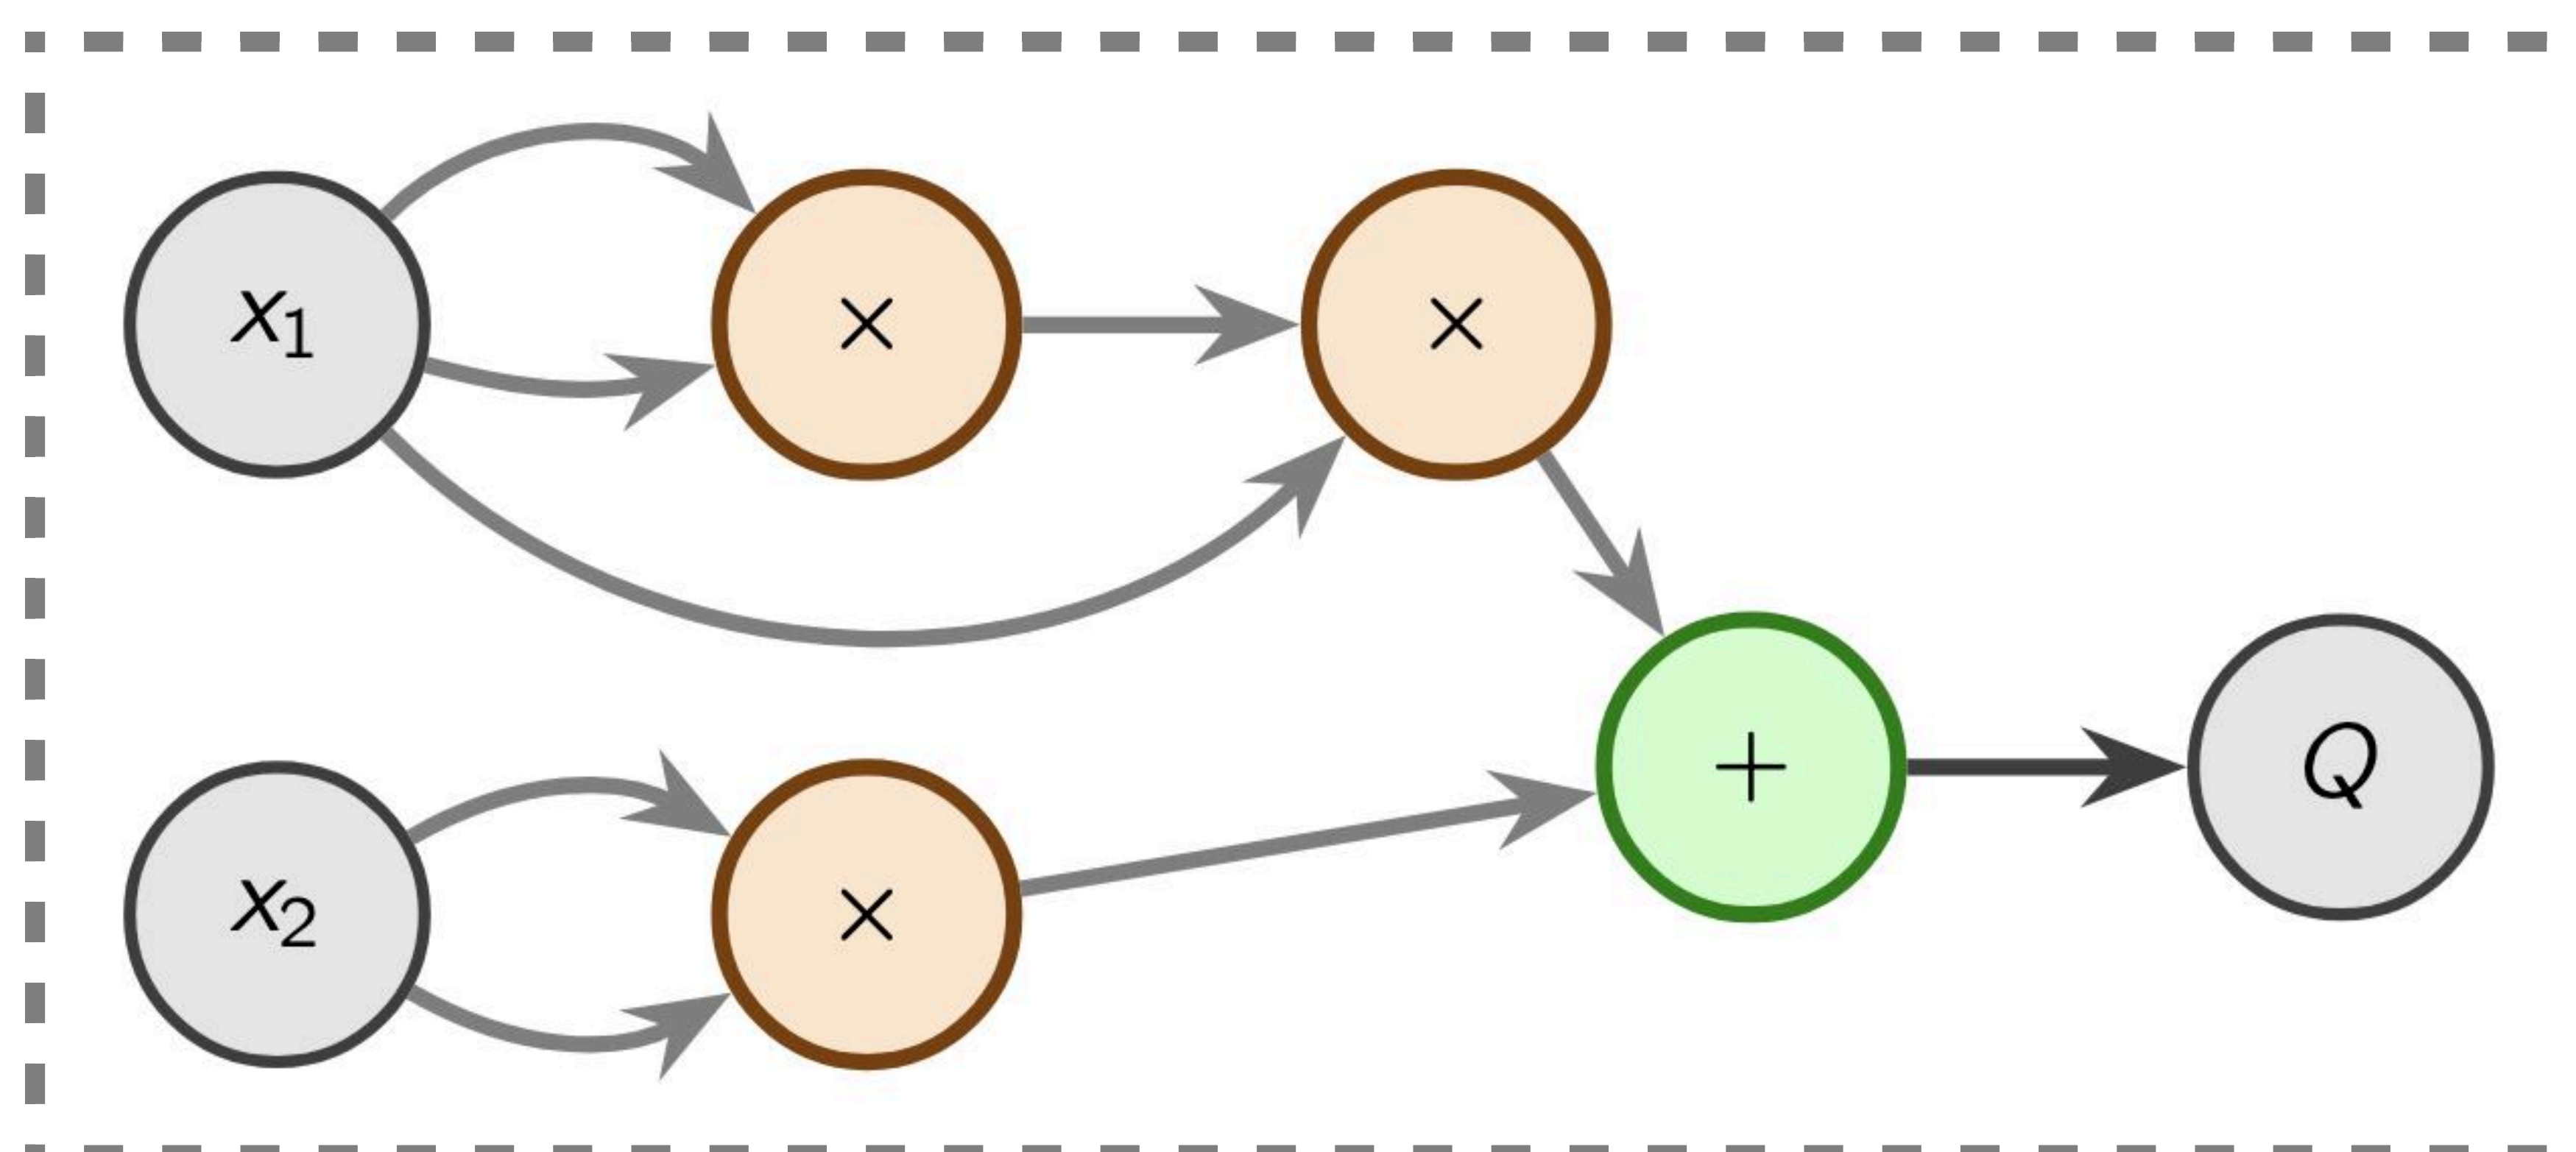 x₁ × ×
+ Q
x₂ ×